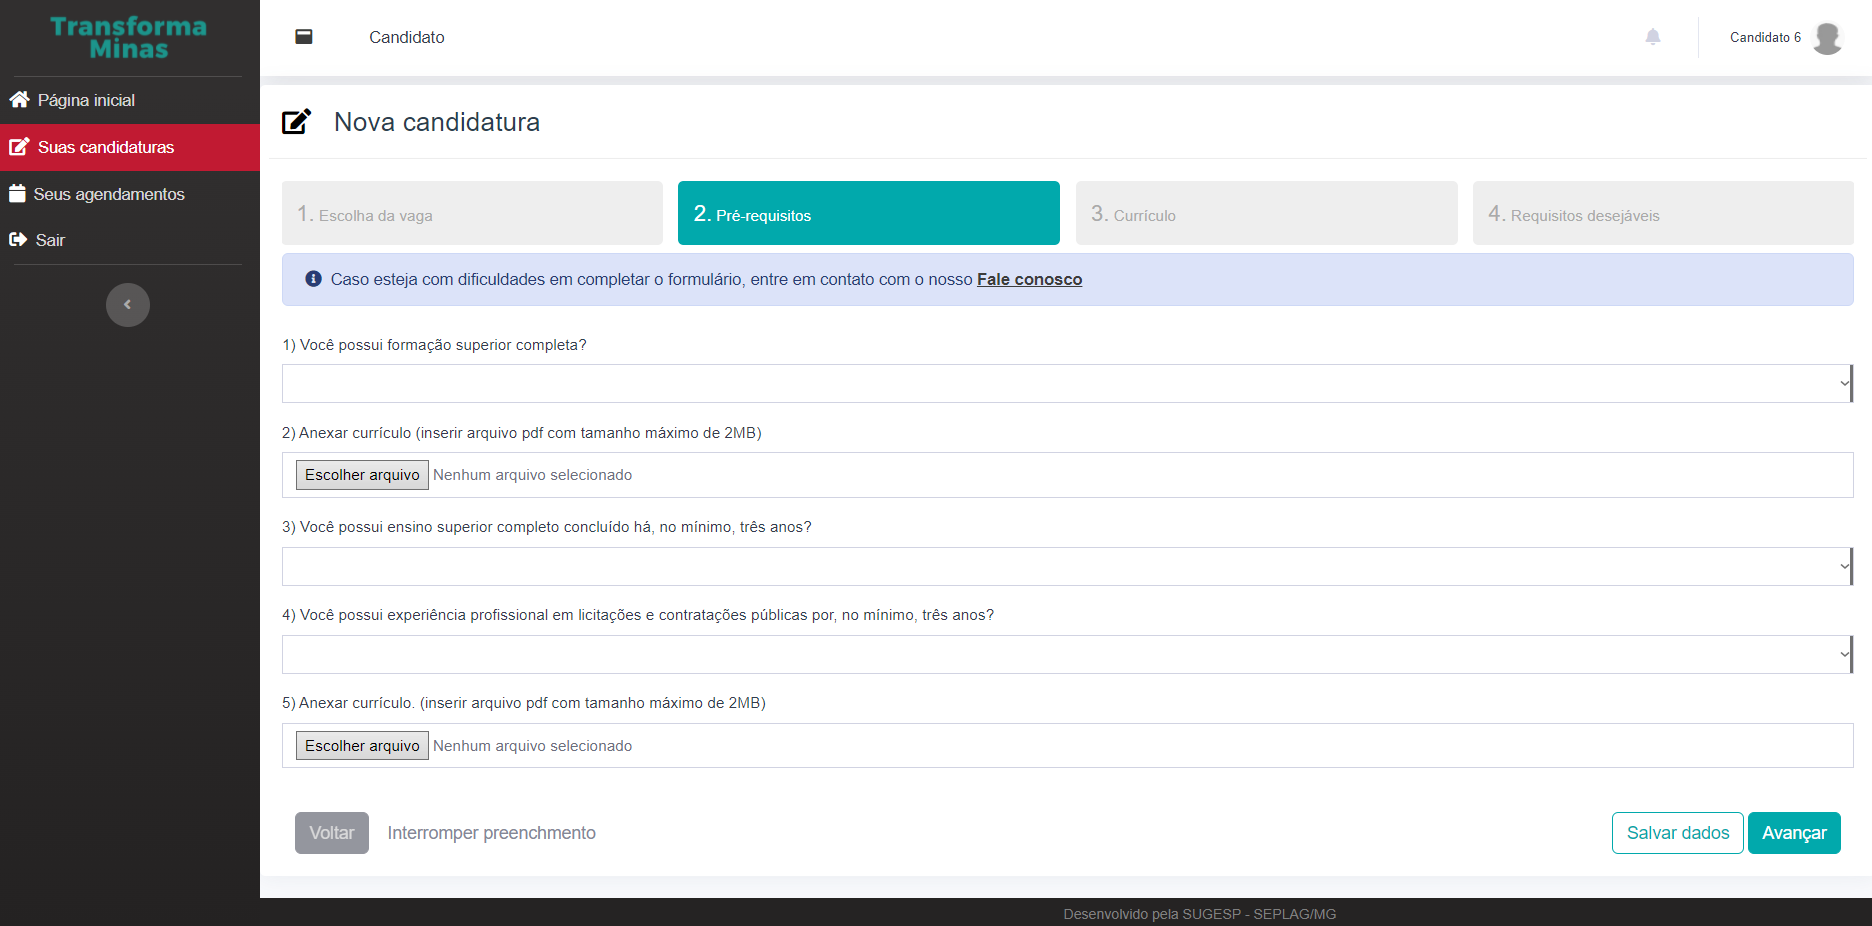 Transforma
Minas
Página inicial
Suas candidaturas
Seus agendamentos
Sair
Candidato
Candidato 6
Nova candidatura
1. Escolha da vaga
2. Pré-requisitos
3. Currículo
4. Requisitos desejáveis
Caso esteja com dificuldades em completar o formulário, entre em contato com o nosso Fale conosco
1) Você possui formação superior completa?
2) Anexar currículo (inserir arquivo pdf com tamanho máximo de 2MB)
Escolher arquivo Nenhum arquivo selecionado
3) Você possui ensino superior completo concluído há, no mínimo, três anos?
4) Você possui experiência profissional em licitações e contratações públicas por, no mínimo, três anos?
5) Anexar currículo. (inserir arquivo pdf com tamanho máximo de 2MB)
Escolher arquivo Nenhum arquivo selecionado
Voltar Interromper preenchmento Salvar dados Avançar
Desenvolvido pela SUGESP - SEPLAG/MG